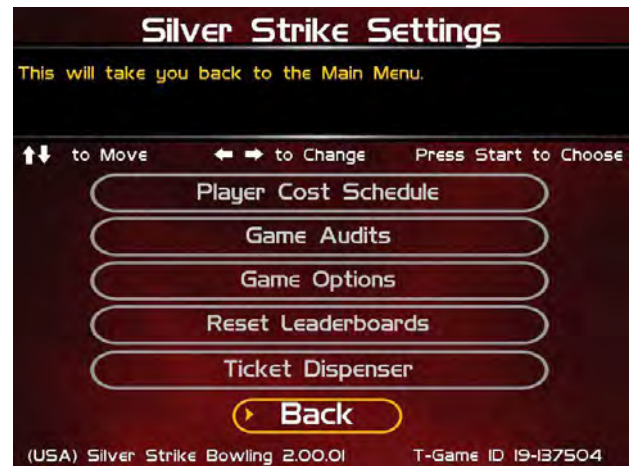 Silver Strike Settings
This will take you back to the Main Menu.
to Move to Change Press Start to Choose
Player Cost Schedule
Game Audits
Game Options
Reset Leaderboards
Ticket Dispenser
Back
(USA) Silver Strike Bowling 2.00.01 T-Game ID 19-137504